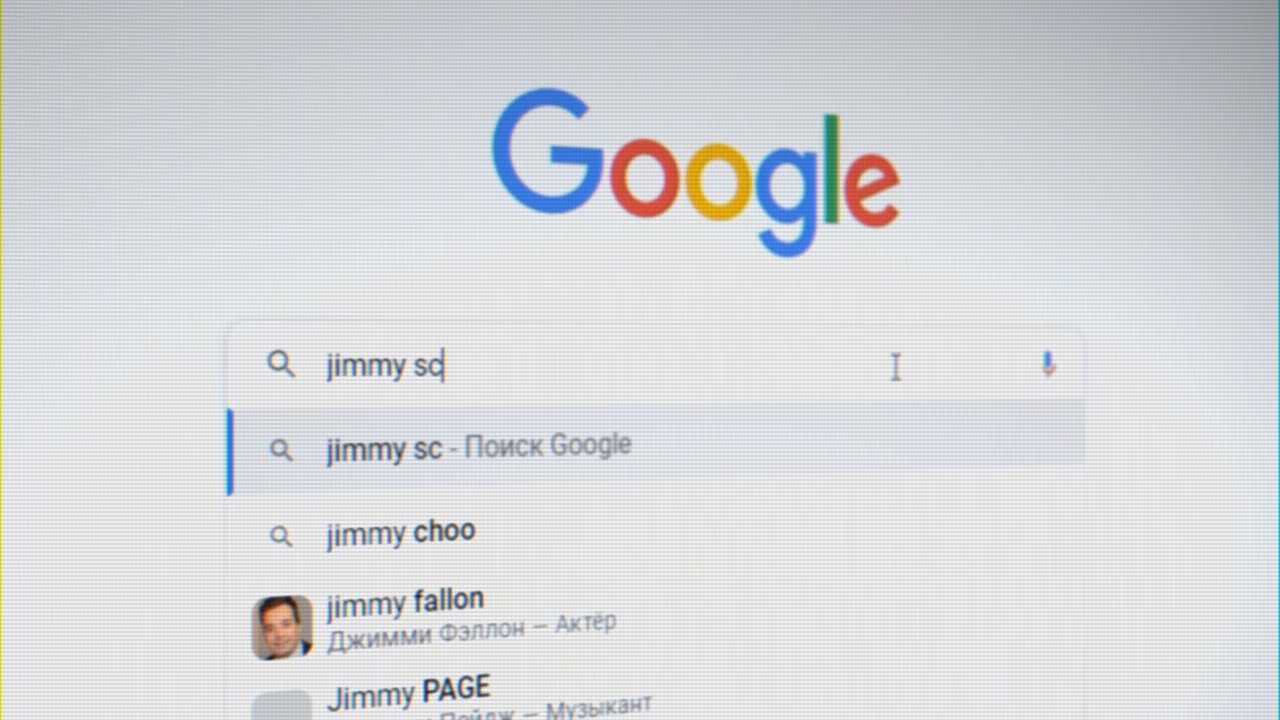 Google
jimmy sc
jimmy sc - Поиск Google
jimmy choo
jimmy fallon
Джимми Фэллон — Актёр
Jimmy PAGE
Пейдж — Музыкант